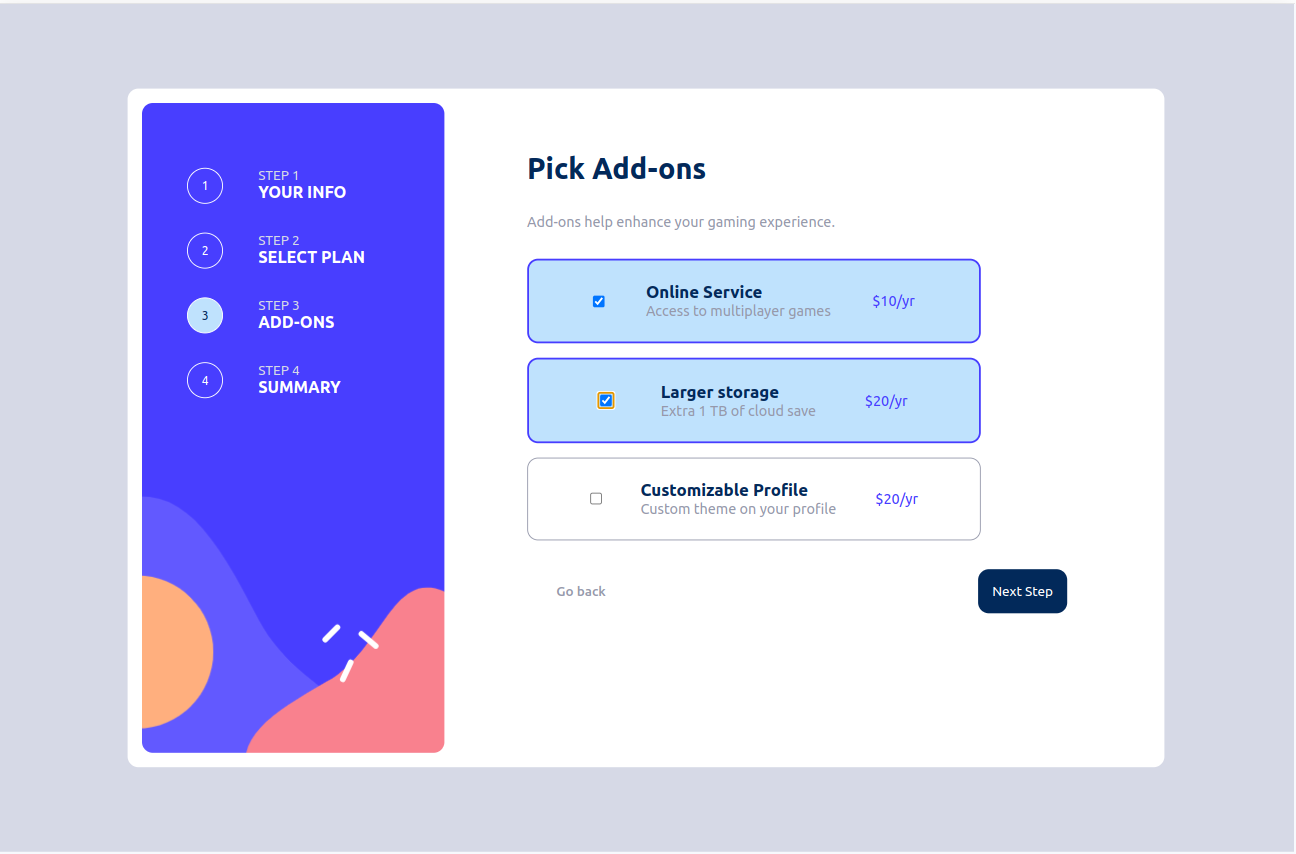 1
STEP 1
YOUR INFO
2
STEP 2
SELECT PLAN
3
STEP 3
ADD-ONS
4
STEP 4
SUMMARY
Pick Add-ons
Add-ons help enhance your gaming experience.
Online Service
Access to multiplayer games
$10/yr
Larger storage
Extra 1 TB of cloud save
$20/yr
Customizable Profile
Custom theme on your profile
$20/yr
Go back
Next Step